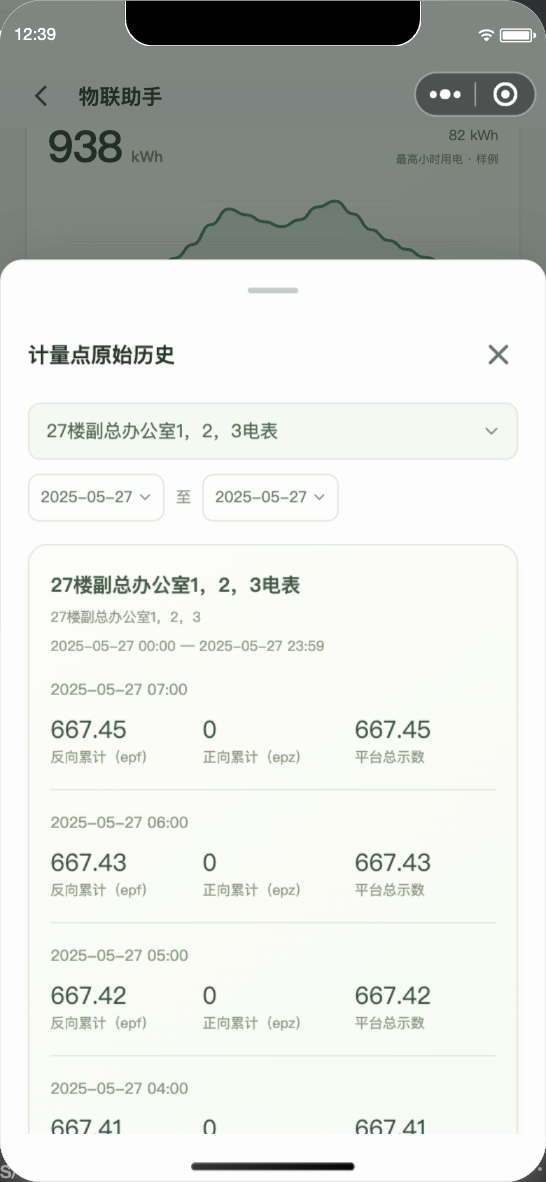 12:39
物联助手
938 kWh
82 kWh
最高小时用电 · 样例
计量点原始历史
27楼副总办公室1，2，3电表
2025-05-27 至 2025-05-27
27楼副总办公室1，2，3电表
27楼副总办公室1，2，3
2025-05-27 00:00 — 2025-05-27 23:59
2025-05-27 07:00
667.45 0 667.45
反向累计（epf) 正向累计（epz) 平台总示数
2025-05-27 06:00
667.43 0 667.43
反向累计（epf) 正向累计（epz) 平台总示数
2025-05-27 05:00
667.42 0 667.42
反向累计（epf) 正向累计（epz) 平台总示数
2025-05-27 04:00
667.41 0 667.41